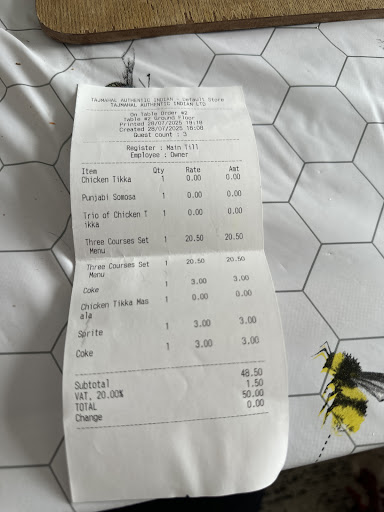 TAJMAHAL AUTHENTIC INDIAN - Default Store
TAJMAHAL AUTHENTIC INDIAN LTD
On Table Order #2
Table #2 Ground Floor
Printed 28/07/2025 19:19
Created 28/07/2025 18:08
Guest count : 3
Register : Main Till
Employee : Owner
Item Qty Rate Amt
Chicken Tikka 1 0.00 0.00
Punjabi Somosa 1 0.00 0.00
Trio of Chicken T 1 0.00 0.00
ikka
Three Courses Set 1 20.50 20.50
Menu
Three Courses Set 1 20.50 20.50
Menu
Coke 1 3.00 3.00
Chicken Tikka Mas 1 0.00 0.00
ala
Sprite 1 3.00 3.00
Coke 1 3.00 3.00
Subtotal 48.50
VAT, 20.00% 1.50
TOTAL 50.00
Change 0.00